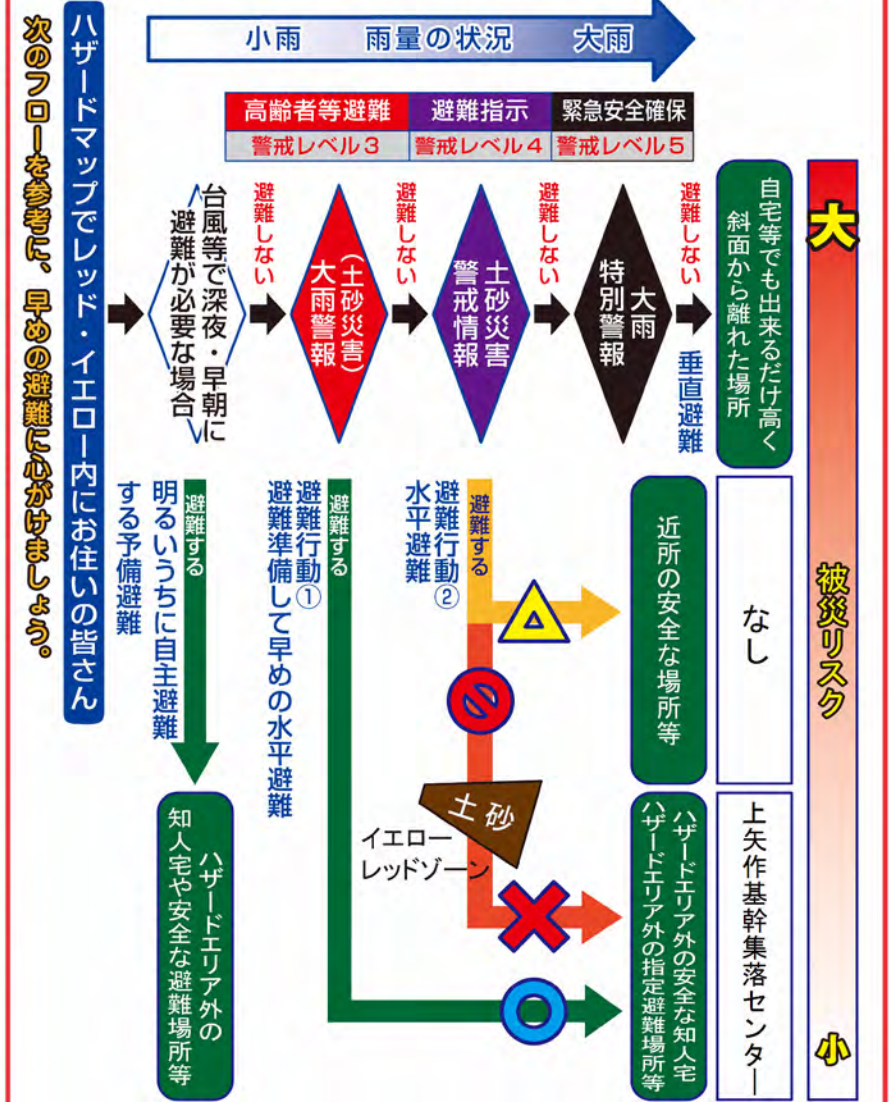 次のフローを参考に、早めの避難に心がけましょう。
ハザードマップでレッド・イエロー内にお住いの皆さん
小雨　雨量の状況　大雨
高齢者等避難
避難指示
緊急安全確保
警戒レベル3
警戒レベル4
警戒レベル5
台風等で深夜・早朝に
避難が必要な場合
避難しない
大雨警報
(土砂災害)
避難しない
土砂災害
警戒情報
避難しない
大雨
特別警報
避難しない
垂直避難
自宅等でも出来るだけ高く
斜面から離れた場所
大
被災リスク
小
避難する
明るいうちに自主避難
する予備避難
避難する
避難行動①
避難準備して早めの水平避難
避難する
避難行動②
水平避難
近所の安全な場所等
なし
土砂
イエロー
レッドゾーン
ハザードエリア外の
知人宅や安全な避難場所等
ハザードエリア外の安全な知人宅
ハザードエリア外の指定避難場所等
上矢作基幹集落センター